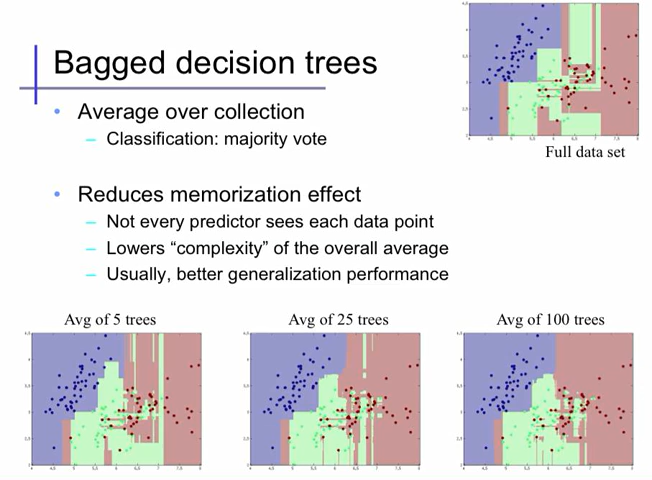 Bagged decision trees
• Average over collection
– Classification: majority vote
Full data set
• Reduces memorization effect
– Not every predictor sees each data point
– Lowers “complexity” of the overall average
– Usually, better generalization performance
Avg of 5 trees
Avg of 25 trees
Avg of 100 trees